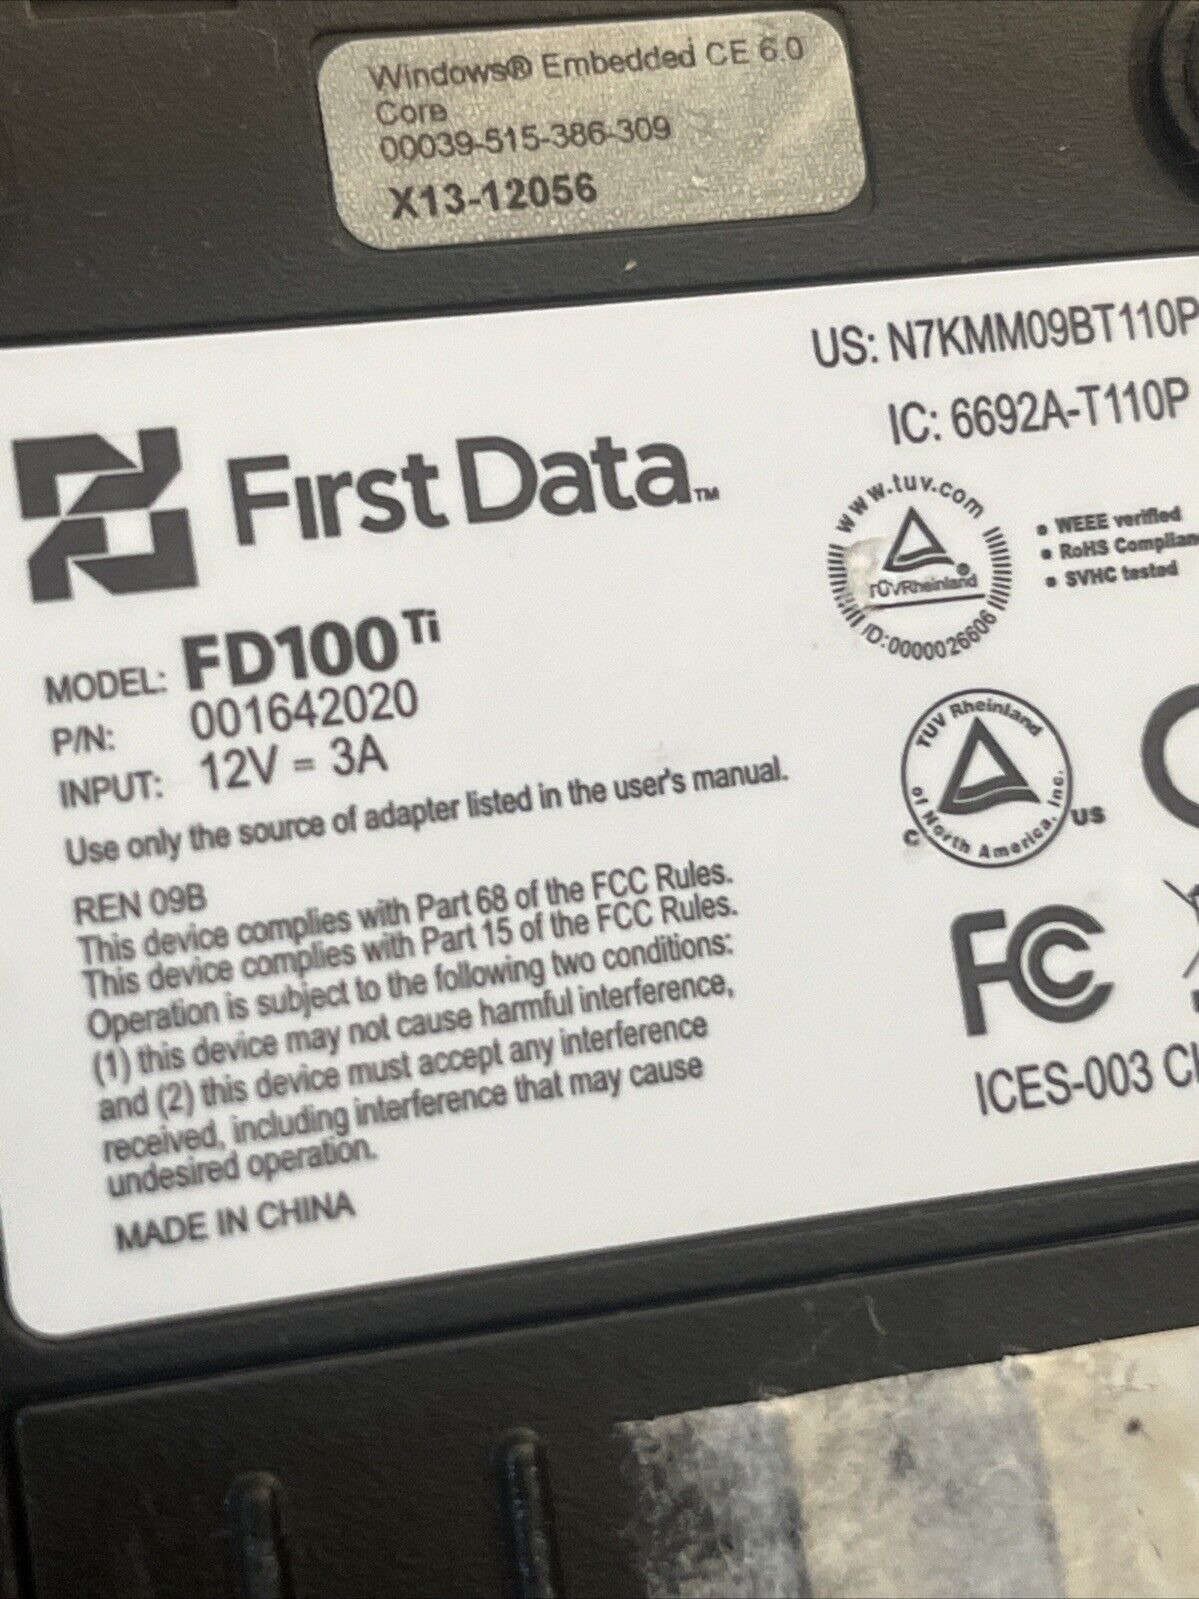 Windows® Embedded CE 6.0
Core
00039-515-386-309
X13-12056
US: N7KMM09BT110P
IC: 6692A-T110P
First Data™
www.tuv.com
TÜVRheinland®
ID:0000026606
• WEEE verified
• RoHS Complian
• SVHC tested
MODEL: FD100Ti
P/N: 001642020
INPUT: 12V = 3A
Use only the source of adapter listed in the user's manual.
TUV Rheinland
of North America, Inc.
C US
REN 09B
This device complies with Part 68 of the FCC Rules.
This device complies with Part 15 of the FCC Rules.
Operation is subject to the following two conditions:
(1) this device may not cause harmful interference,
and (2) this device must accept any interference
received, including interference that may cause
undesired operation.
MADE IN CHINA
FC
ICES-003 Cl